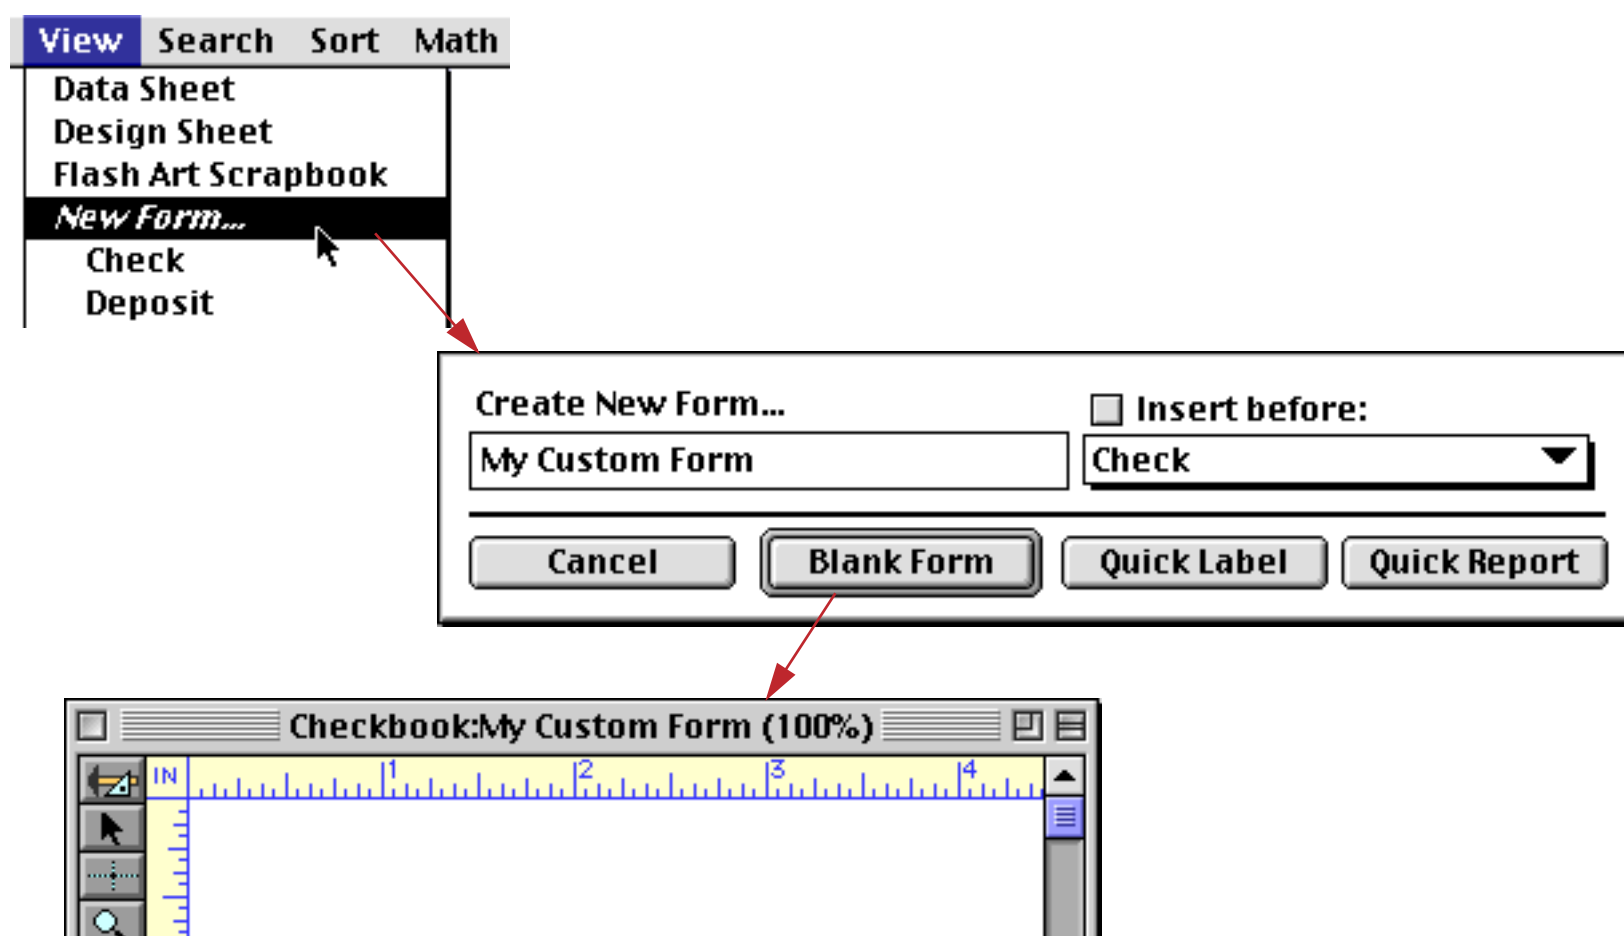 View Search Sort Math
Data Sheet
Design Sheet
Flash Art Scrapbook
New Form...
Check
Deposit
Create New Form...
Insert before:
My Custom Form
Check
Cancel
Blank Form
Quick Label
Quick Report
Checkbook:My Custom Form (100%)
IN 1 2 3 4